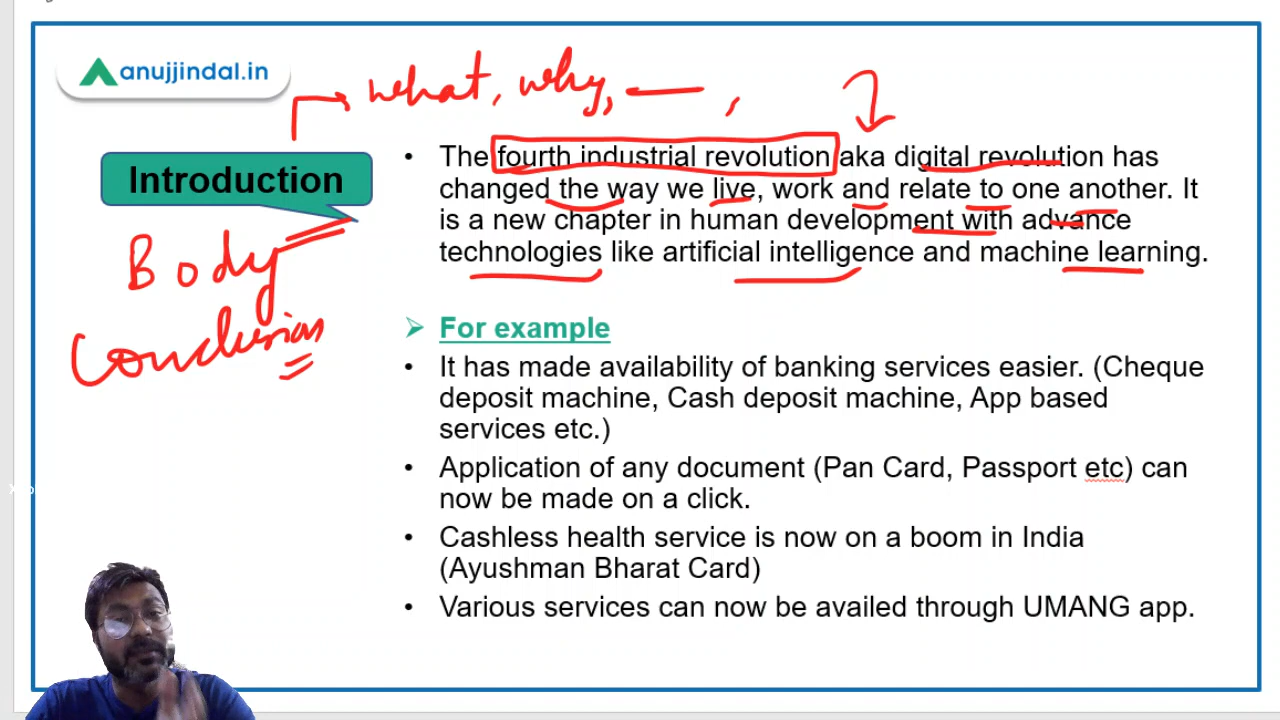 anujjindal.in
what, why, — ,
Introduction
Body
Conclusion
• The fourth industrial revolution aka digital revolution has
changed the way we live, work and relate to one another. It
is a new chapter in human development with advance
technologies like artificial intelligence and machine learning.
➢ For example
• It has made availability of banking services easier. (Cheque
deposit machine, Cash deposit machine, App based
services etc.)
• Application of any document (Pan Card, Passport etc) can
now be made on a click.
• Cashless health service is now on a boom in India
(Ayushman Bharat Card)
• Various services can now be availed through UMANG app.